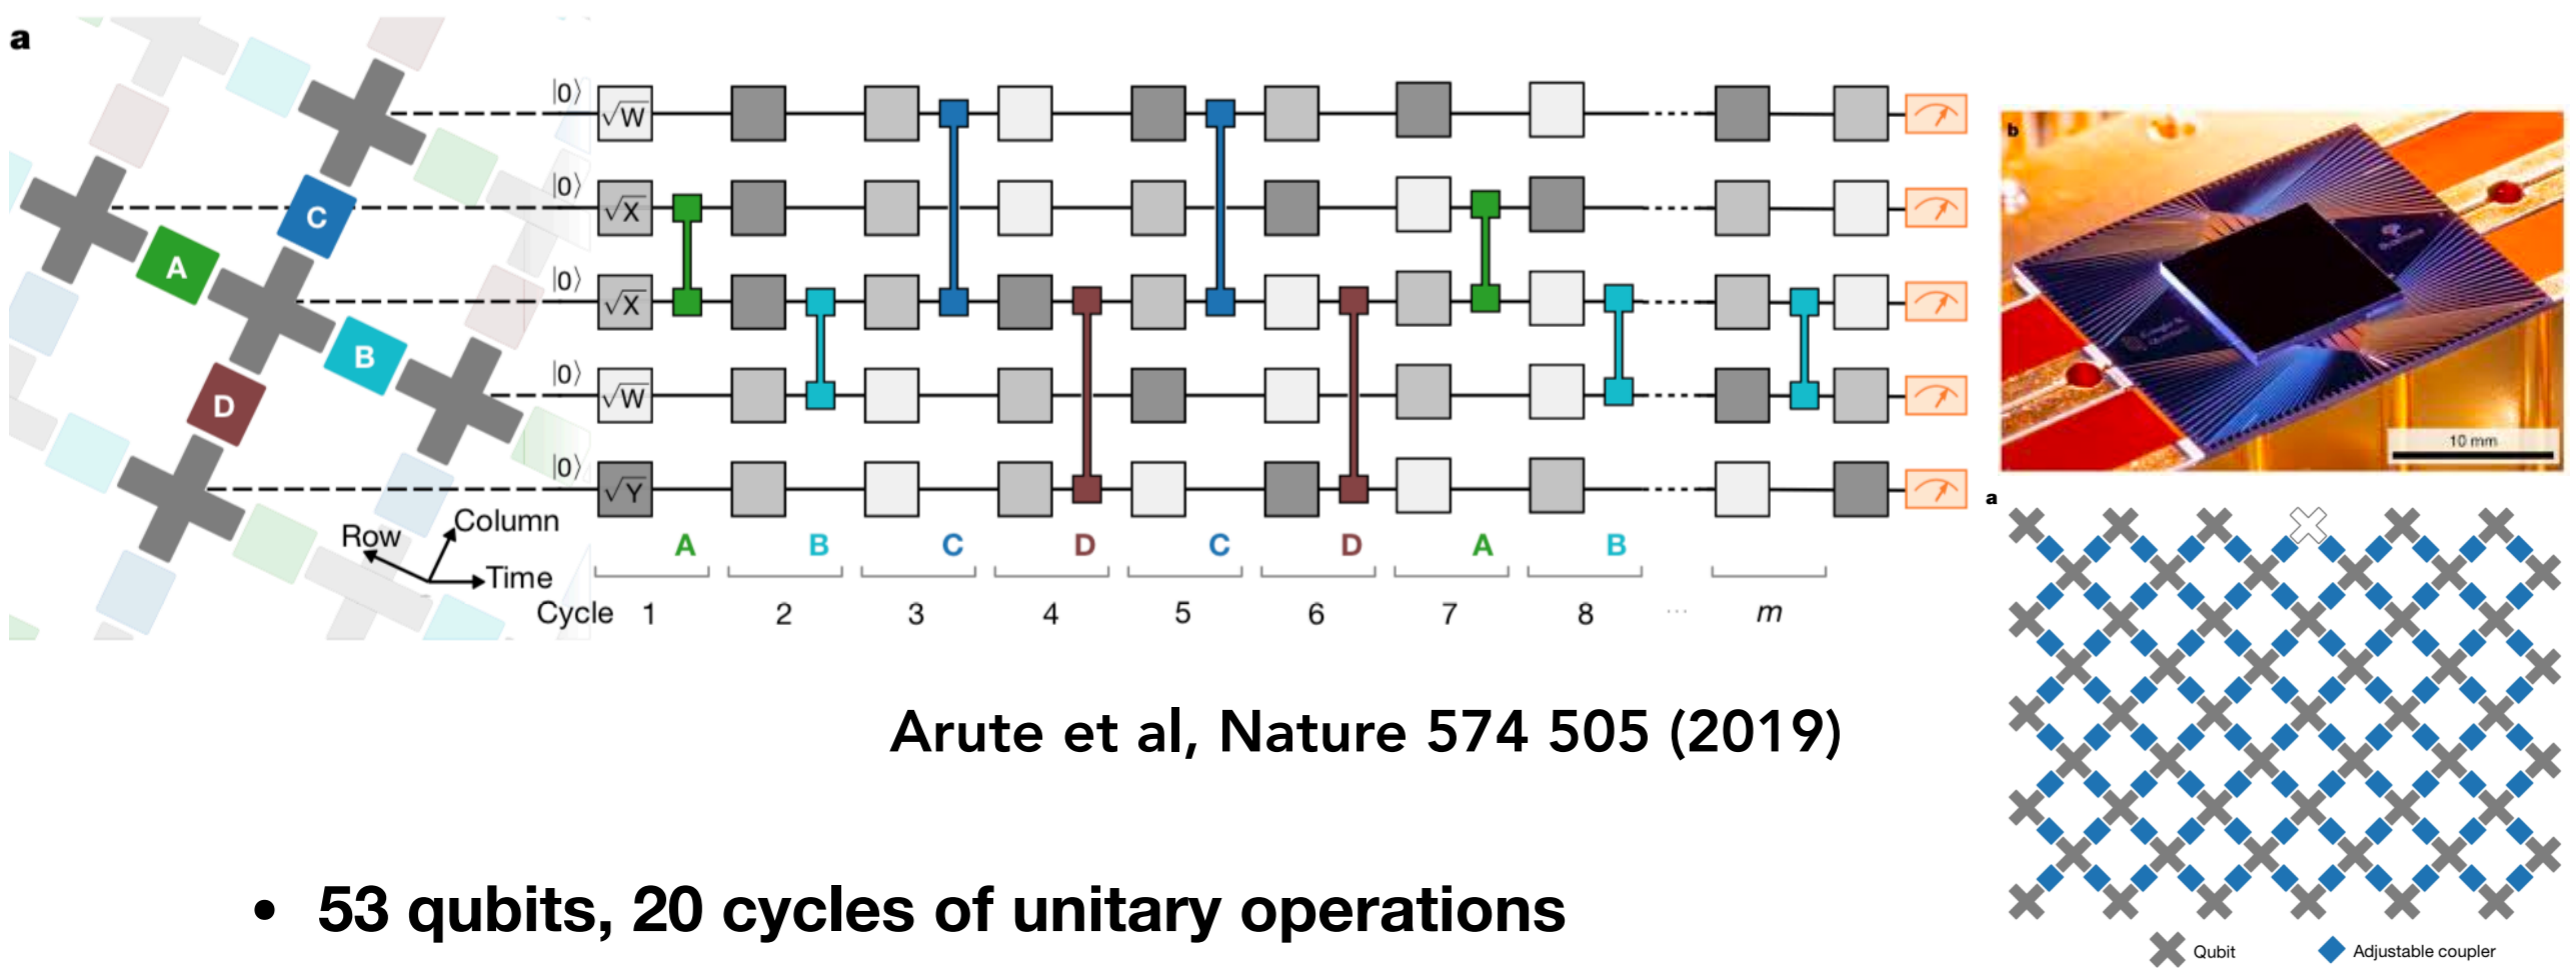 a
|0⟩
√W
|0⟩
√X
|0⟩
√X
|0⟩
√W
|0⟩
√Y
C
A
B
D
Row
Column
Time
A B C D C D A B
Cycle 1 2 3 4 5 6 7 8 ... m
b
10 mm
a
Qubit
Adjustable coupler
Arute et al, Nature 574 505 (2019)
• 53 qubits, 20 cycles of unitary operations